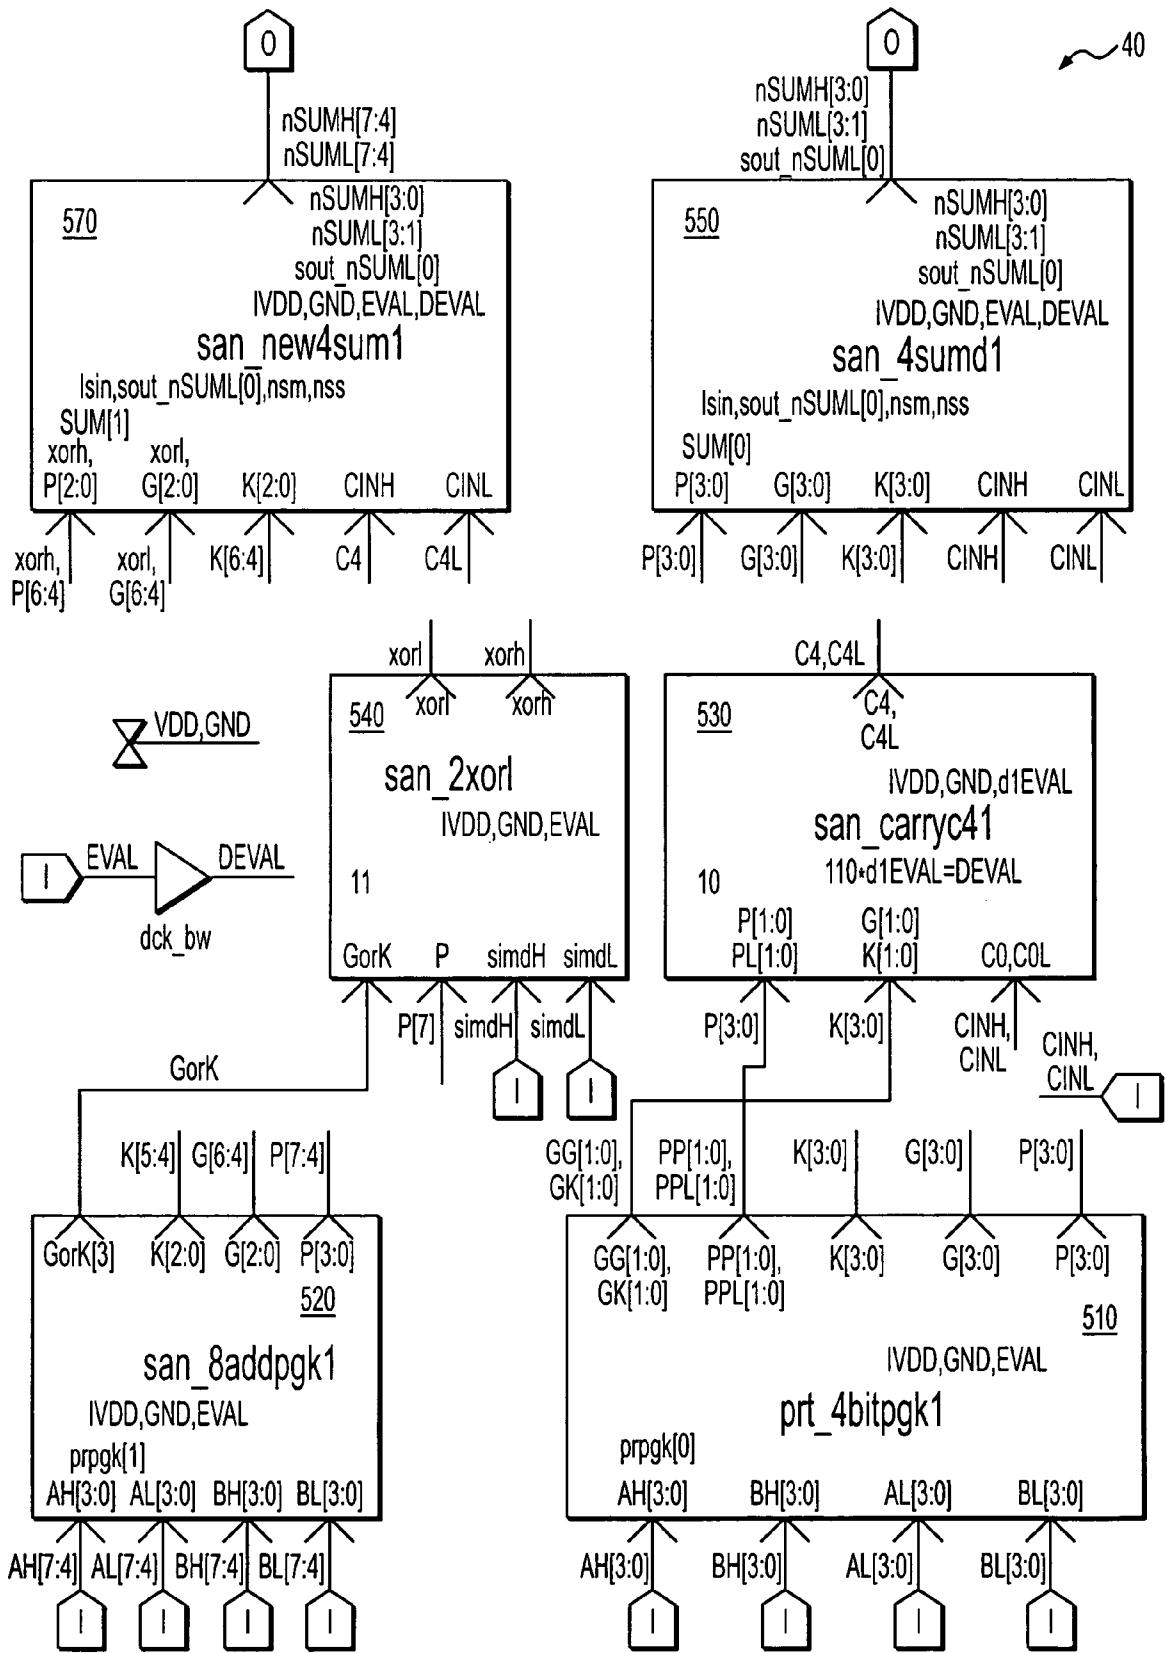 O
O
40
nSUMH[7:4]
nSUML[7:4]
nSUMH[3:0]
nSUML[3:1]
sout_nSUML[0]
570
nSUMH[3:0]
nSUML[3:1]
sout_nSUML[0]
IVDD,GND,EVAL,DEVAL
san_new4sum1
Isin,sout_nSUML[0],nsm,nss
SUM[1]
xorh,
P[2:0]
xorl,
G[2:0]
K[2:0]
CINH
CINL
xorh,
P[6:4]
xorl,
G[6:4]
K[6:4]
C4
C4L
550
nSUMH[3:0]
nSUML[3:1]
sout_nSUML[0]
IVDD,GND,EVAL,DEVAL
san_4sumd1
Isin,sout_nSUML[0],nsm,nss
SUM[0]
P[3:0]
G[3:0]
K[3:0]
CINH
CINL
P[3:0]
G[3:0]
K[3:0]
CINH
CINL
VDD,GND
I
EVAL
DEVAL
dck_bw
xorl
xorh
540
xorl
xorh
san_2xorl
IVDD,GND,EVAL
11
GorK
P
simdH
simdL
P[7]
simdH
simdL
I
I
GorK
C4,C4L
530
C4,
C4L
IVDD,GND,d1EVAL
san_carryc41
110*d1EVAL=DEVAL
10
P[1:0]
PL[1:0]
G[1:0]
K[1:0]
C0,C0L
P[3:0]
K[3:0]
CINH,
CINL
CINH,
CINL
I
K[5:4]
G[6:4]
P[7:4]
GorK[3]
K[2:0]
G[2:0]
P[3:0]
520
san_8addpgk1
IVDD,GND,EVAL
prpgk[1]
AH[3:0]
AL[3:0]
BH[3:0]
BL[3:0]
AH[7:4]
AL[7:4]
BH[7:4]
BL[7:4]
I
I
I
I
GG[1:0],
GK[1:0]
PP[1:0],
PPL[1:0]
K[3:0]
G[3:0]
P[3:0]
GG[1:0],
GK[1:0]
PP[1:0],
PPL[1:0]
K[3:0]
G[3:0]
P[3:0]
510
IVDD,GND,EVAL
prt_4bitpgk1
prpgk[0]
AH[3:0]
BH[3:0]
AL[3:0]
BL[3:0]
AH[3:0]
BH[3:0]
AL[3:0]
BL[3:0]
I
I
I
I